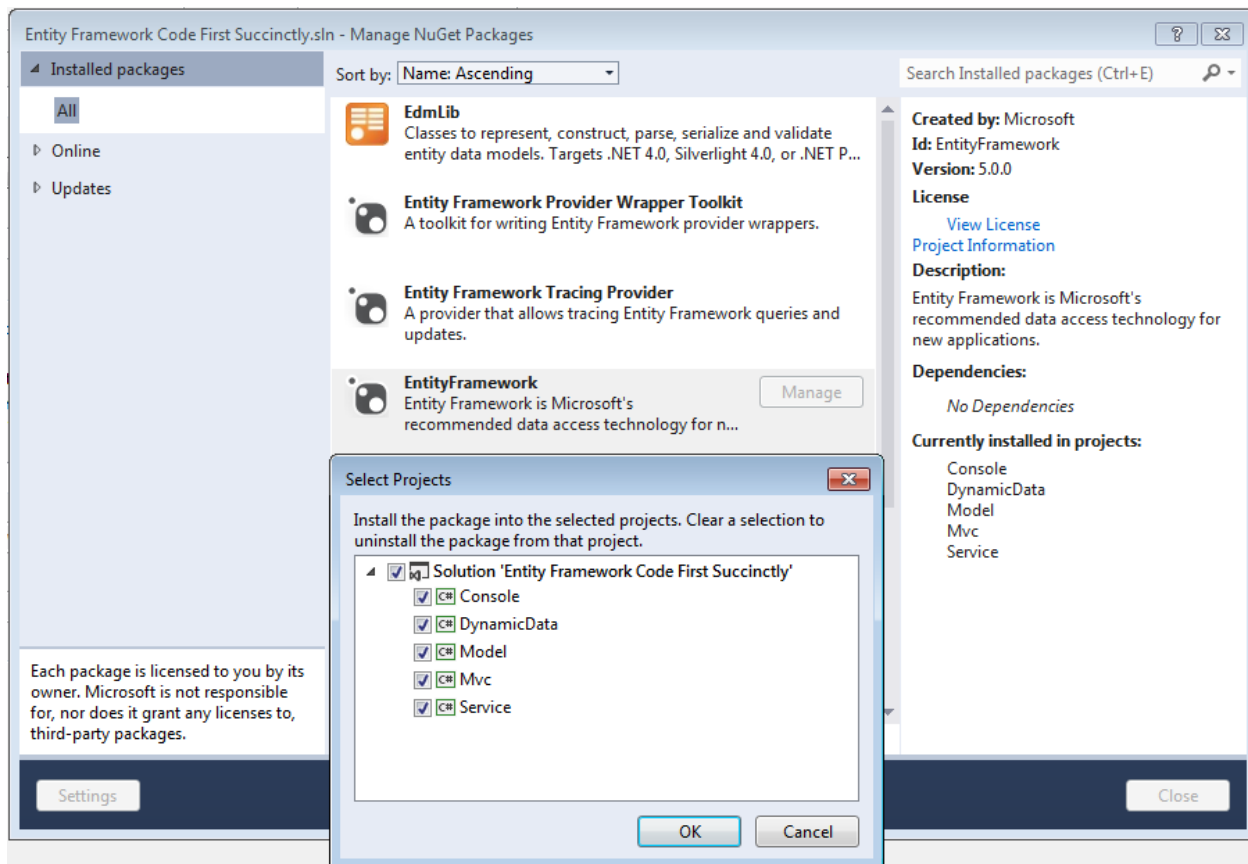 Entity Framework Code First Succinctly.sln - Manage NuGet Packages
Installed packages
All
Online
Updates
Each package is licensed to you by its
owner. Microsoft is not responsible
for, nor does it grant any licenses to,
third-party packages.
Settings
Sort by: Name: Ascending
EdmLib
Classes to represent, construct, parse, serialize and validate
entity data models. Targets .NET 4.0, Silverlight 4.0, or .NET P...
Entity Framework Provider Wrapper Toolkit
A toolkit for writing Entity Framework provider wrappers.
Entity Framework Tracing Provider
A provider that allows tracing Entity Framework queries and
updates.
EntityFramework
Manage
Entity Framework is Microsoft's
recommended data access technology for n...
Select Projects
Install the package into the selected projects. Clear a selection to
uninstall the package from that project.
Solution 'Entity Framework Code First Succinctly'
C# Console
C# DynamicData
C# Model
C# Mvc
C# Service
OK
Cancel
Search Installed packages (Ctrl+E)
Created by: Microsoft
Id: EntityFramework
Version: 5.0.0
License
View License
Project Information
Description:
Entity Framework is Microsoft's
recommended data access technology for
new applications.
Dependencies:
No Dependencies
Currently installed in projects:
Console
DynamicData
Model
Mvc
Service
Close